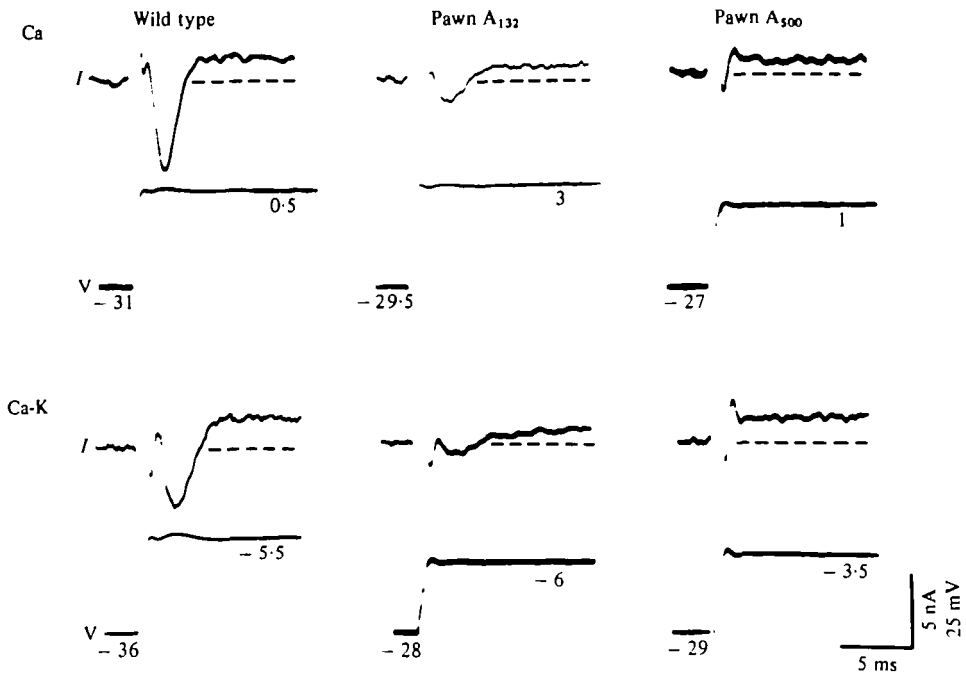 Ca
Wild type
Pawn A₁₃₂
Pawn A₅₀₀
I
0·5
3
1
V
− 31
− 29·5
− 27
Ca-K
I
− 5·5
− 6
− 3·5
V
− 36
− 28
− 29
5 nA
25 mV
5 ms